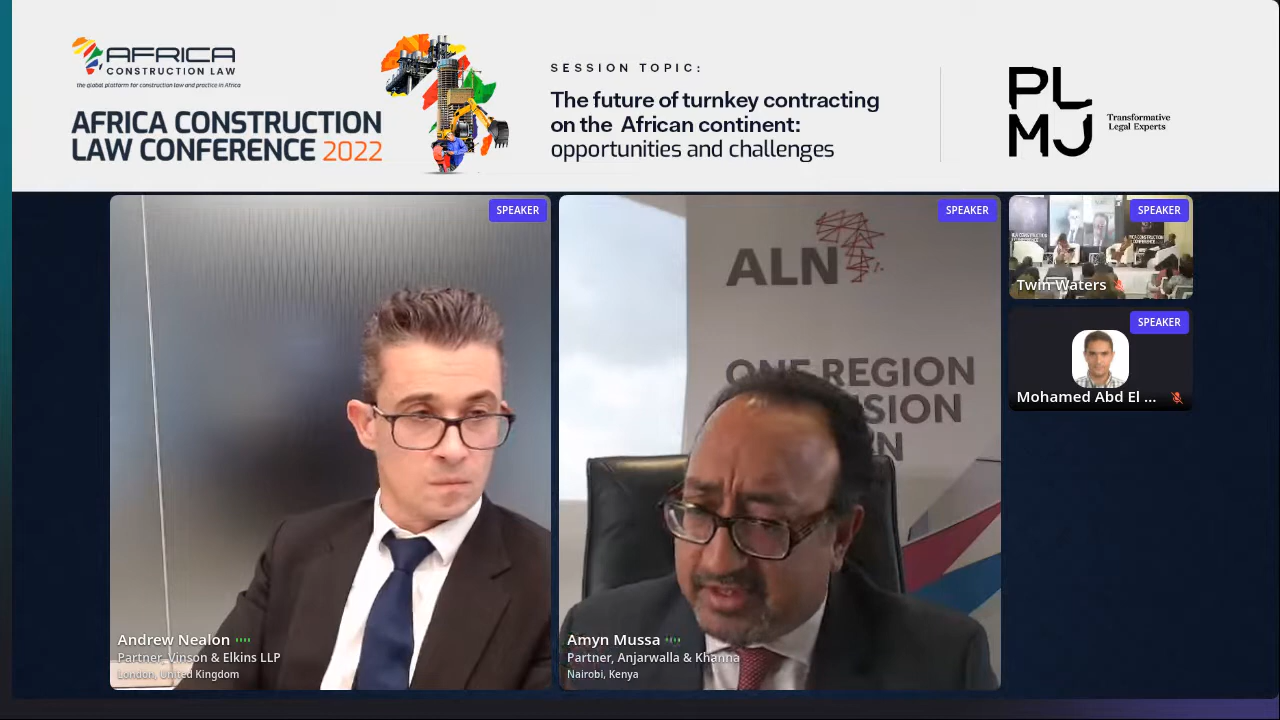 AFRICA
CONSTRUCTION LAW
the global platform for construction law and practice in Africa
AFRICA CONSTRUCTION
LAW CONFERENCE 2022
SESSION TOPIC:
The future of turnkey contracting
on the African continent:
opportunities and challenges
PL
MJ
Transformative
Legal Experts
SPEAKER
Andrew Nealon
Partner, Vinson & Elkins LLP
London, United Kingdom
SPEAKER
ALN
ONE REGION
Amyn Mussa
Partner, Anjarwalla & Khanna
Nairobi, Kenya
SPEAKER
Twin Waters
SPEAKER
Mohamed Abd El ...